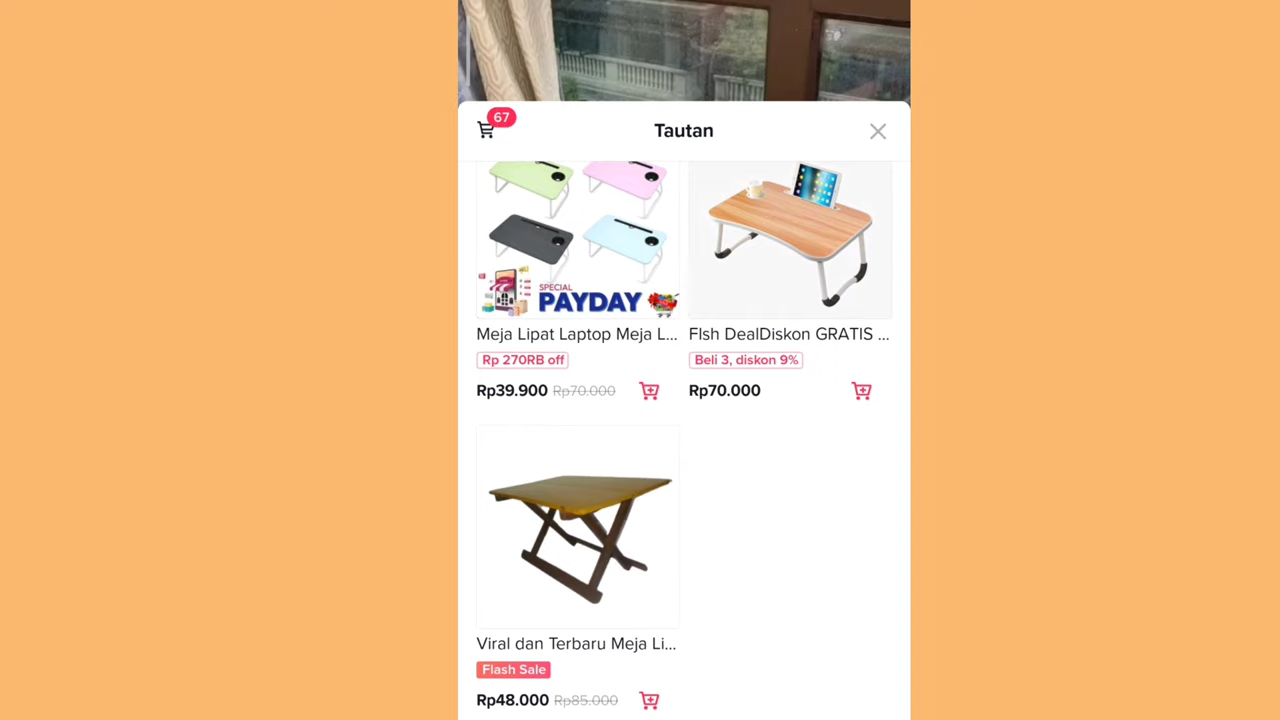 67
Tautan
SPECIAL
PAYDAY
Meja Lipat Laptop Meja L...
Rp 270RB off
Rp39.900 Rp70.000
Flsh DealDiskon GRATIS ...
Beli 3, diskon 9%
Rp70.000
Viral dan Terbaru Meja Li...
Flash Sale
Rp48.000 Rp85.000